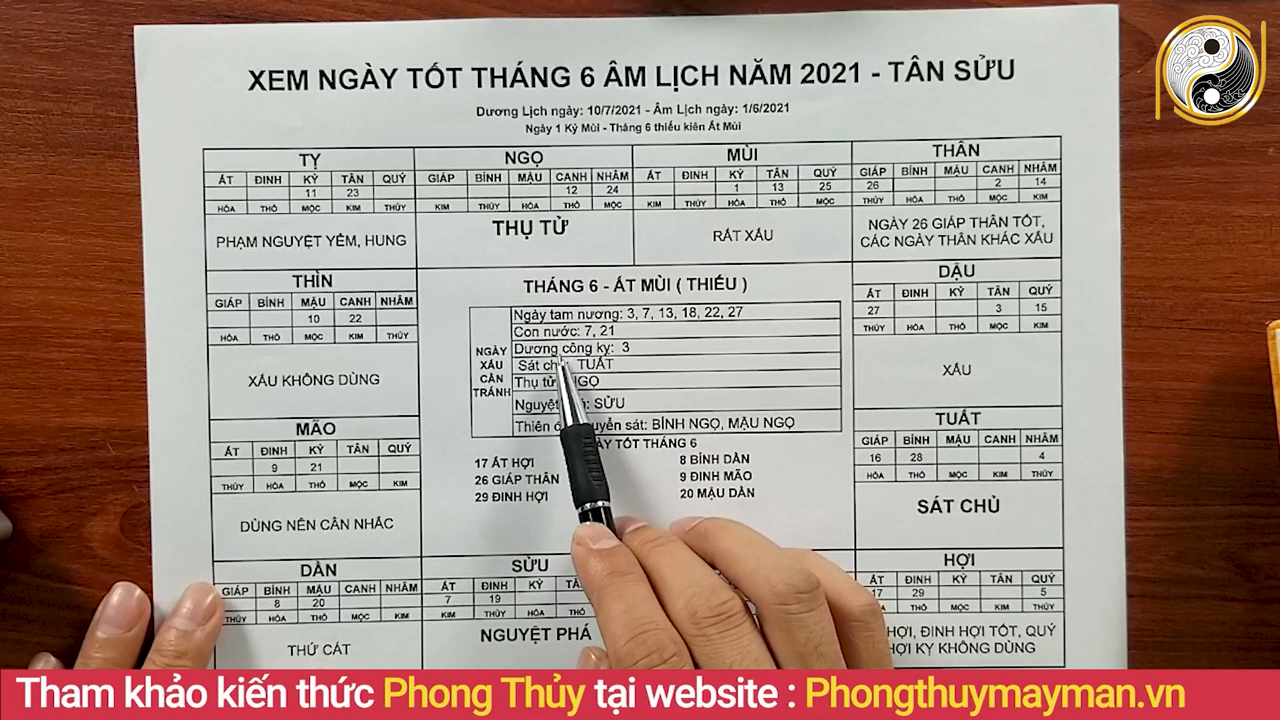 XEM NGÀY TỐT THÁNG 6 ÂM LỊCH NĂM 2021 - TÂN SỬU
Dương Lịch ngày: 10/7/2021 - Âm Lịch ngày: 1/6/2021
Ngày 1 Kỷ Mùi - Tháng 6 thiếu kiên Ất Mùi
TỴ
ẤT ĐINH KỶ TÂN QUÝ
11 23
HỎA THỔ MỘC KIM THỦY
PHẠM NGUYỆT YẾM, HUNG
NGỌ
GIÁP BÍNH MẬU CANH NHÂM
12 24
KIM THỦY HỎA THỔ MỘC
THỤ TỬ
MÙI
ẤT ĐINH KỶ TÂN QUÝ
1 13 25
KIM THỦY HỎA THỔ MỘC
RẤT XẤU
THÂN
GIÁP BÍNH MẬU CANH NHÂM
26 2 14
THỦY HỎA THỔ MỘC KIM
NGÀY 26 GIÁP THÂN TỐT,
CÁC NGÀY THÂN KHÁC XẤU
THÌN
GIÁP BÍNH MẬU CANH NHÂM
10 22
HỎA THỔ MỘC KIM THỦY
XẤU KHÔNG DÙNG
THÁNG 6 - ẤT MÙI ( THIẾU )
NGÀY
XẤU
CẦN
TRÁNH
Ngày tam nương: 3, 7, 13, 18, 22, 27
Con nước: 7, 21
Dương công kỵ: 3
Sát TUẤT
Thụ tử
Nguyệt SỬU
Thiên sát: BÍNH NGỌ, MẬU NGỌ
TỐT THÁNG 6
17 ẤT HỢI
26 GIÁP THÂN
29 ĐINH HỢI
8 BÍNH DẦN
9 ĐINH MÃO
20 MẬU DẦN
DẬU
ẤT ĐINH KỶ TÂN QUÝ
27 3 15
THỦY HỎA THỔ MỘC KIM
XẤU
MÃO
ẤT ĐINH KỶ TÂN QUÝ
9 21
THỦY HỎA THỔ MỘC KIM
DÙNG NÊN CÂN NHẮC
TUẤT
GIÁP BÍNH MẬU CANH NHÂM
16 28 4
HỎA THỔ MỘC KIM THỦY
SÁT CHỦ
DẦN
GIÁP BÍNH MẬU CANH NHÂM
8 20
THỦY HỎA THỔ MỘC KIM
THỨ CÁT
SỬU
ẤT ĐINH KỶ
7 19
KIM THỦY HỎA THỔ
NGUYỆT PHÁ
HỢI
ẤT ĐINH KỶ TÂN QUÝ
17 29 5
THỔ MỘC KIM THỦY
HỢI, ĐINH HỢI TỐT, QUÝ
HỢI KỴ KHÔNG DÙNG
Tham khảo kiến thức Phong Thủy tại website : Phongthuymayman.vn